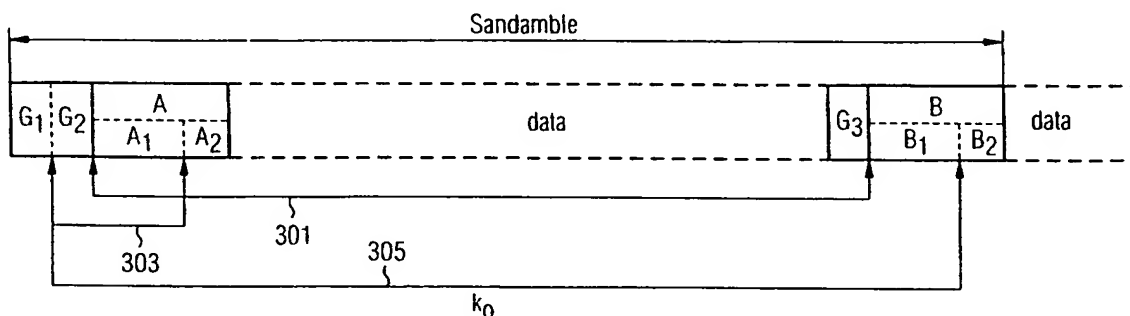 Sandamble
G₁ G₂ A data G₃ B data
A₁ A₂ B₁ B₂
301
303
305
k₀